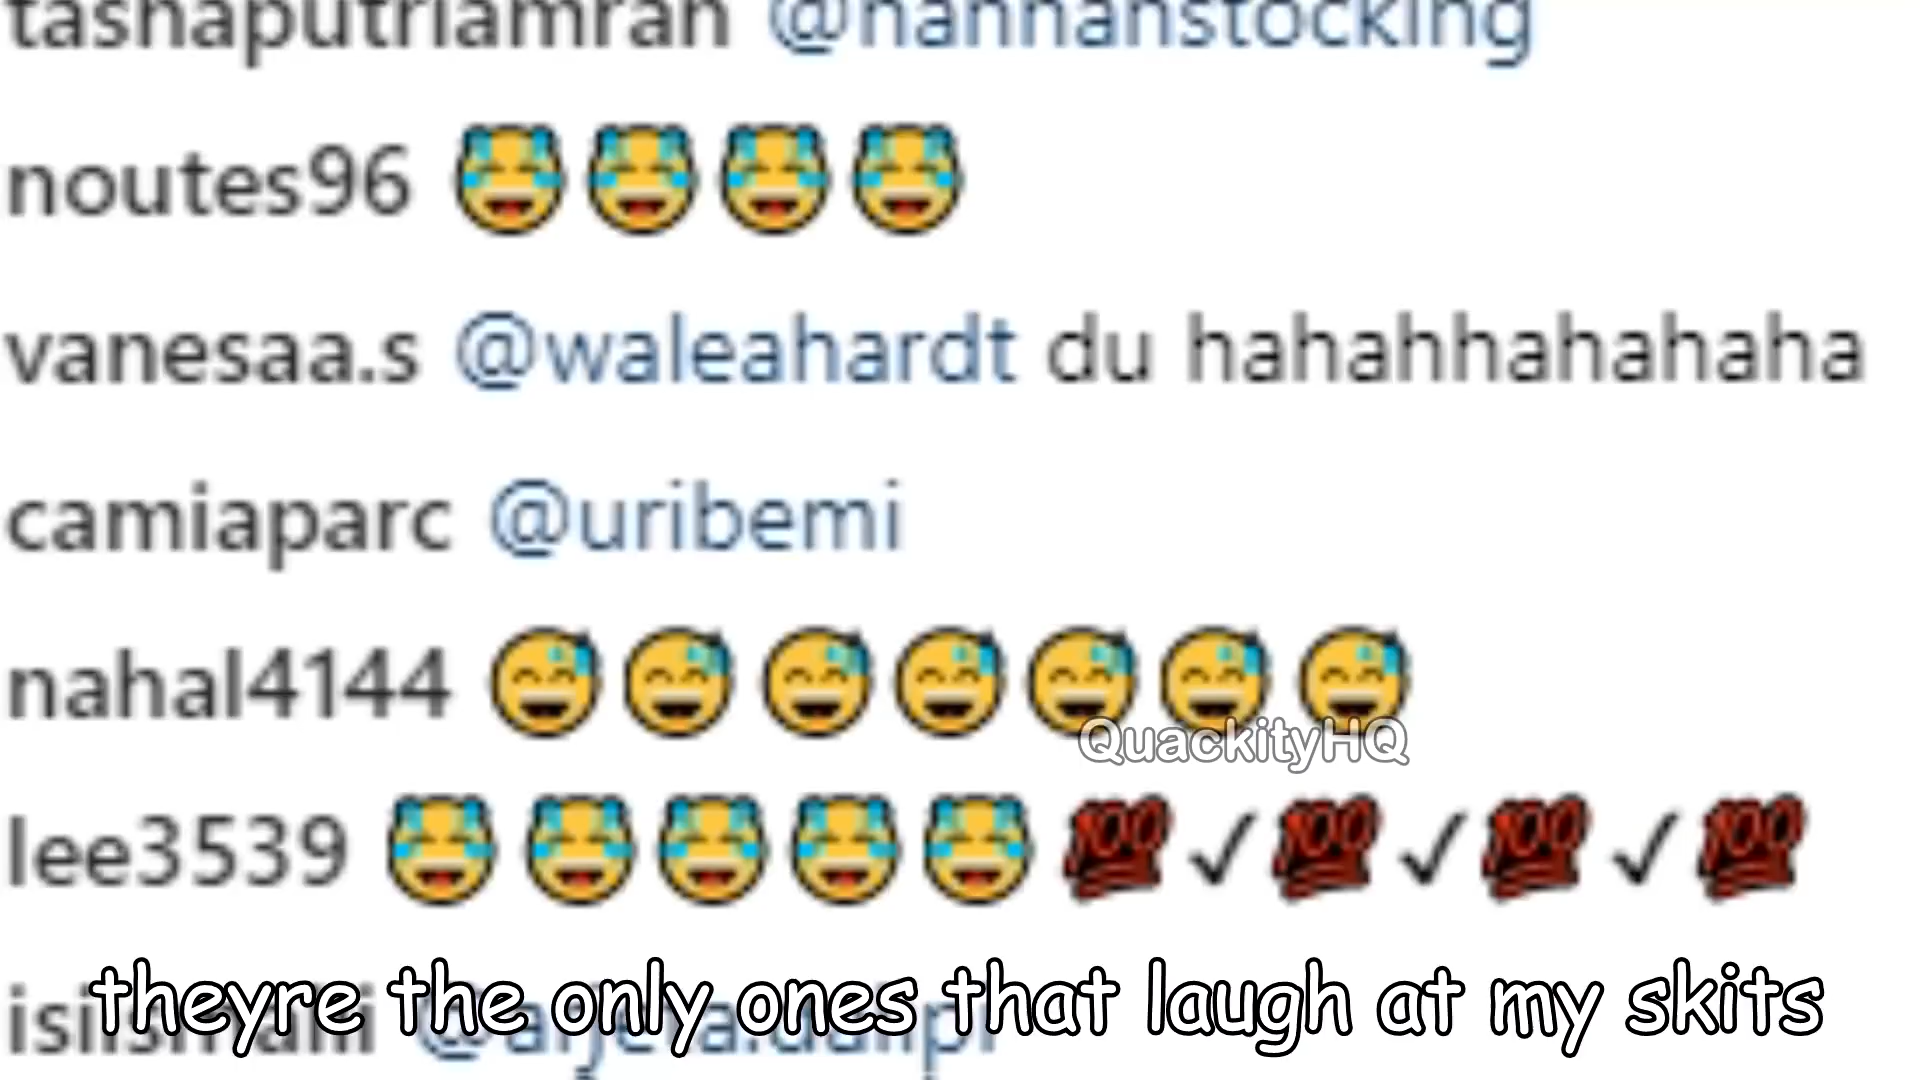 tashaputriamran @hannahstocking
noutes96 😂😂😂😂
vanesaa.s @waleahardt du hahahhahahaha
camiaparc @uribemi
nahal4144 😅😅😅😅😅😅😅
QuackityHQ
lee3539 😂😂😂😂😂💯✓💯✓💯✓💯
theyre the only ones that laugh at my skits